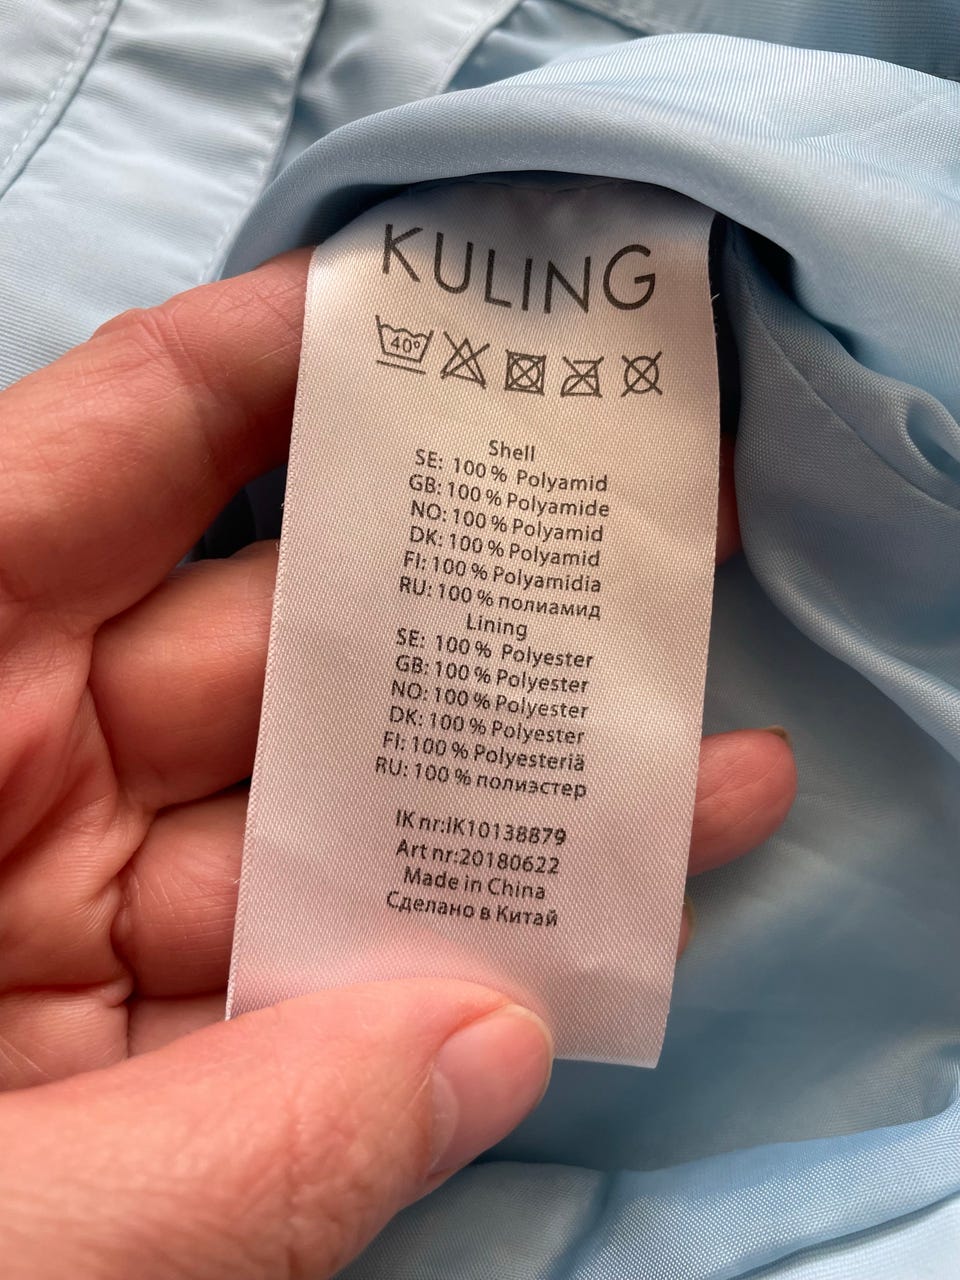 KULING
40°
Shell
SE: 100 % Polyamid
GB: 100 % Polyamide
NO: 100 % Polyamid
DK: 100 % Polyamid
FI: 100 % Polyamidia
RU: 100 % полиамид
Lining
SE: 100 % Polyester
GB: 100 % Polyester
NO: 100 % Polyester
DK: 100 % Polyester
FI: 100 % Polyesteriä
RU: 100 % полиэстер
IK nr:IK10138879
Art nr:20180622
Made in China
Сделано в Китай